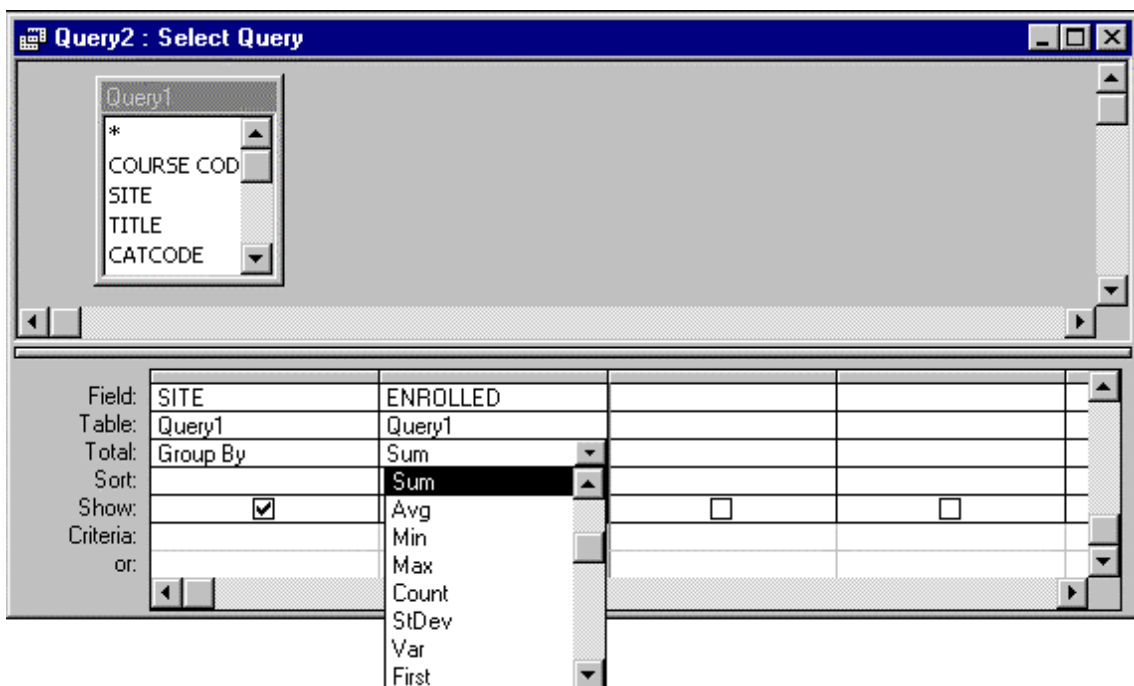 Query2 : Select Query
Query1
*
COURSE COD
SITE
TITLE
CATCODE
Field: SITE ENROLLED
Table: Query1 Query1
Total: Group By Sum
Sort: Sum
Show: Avg
Criteria: Min
or: Max
Count
StDev
Var
First